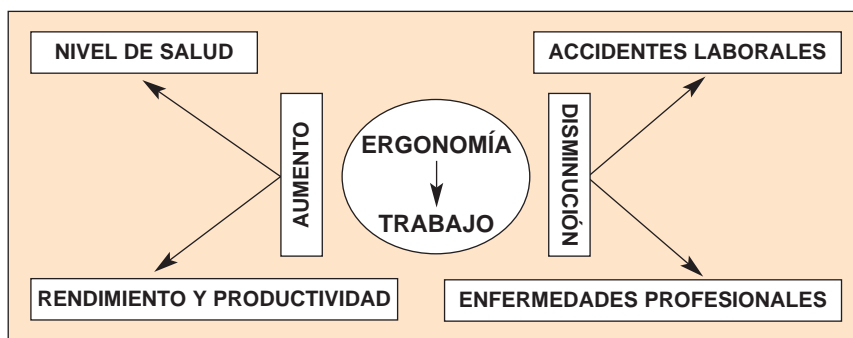 NIVEL DE SALUD
ACCIDENTES LABORALES
AUMENTO
ERGONOMÍA
TRABAJO
DISMINUCIÓN
RENDIMIENTO Y PRODUCTIVIDAD
ENFERMEDADES PROFESIONALES